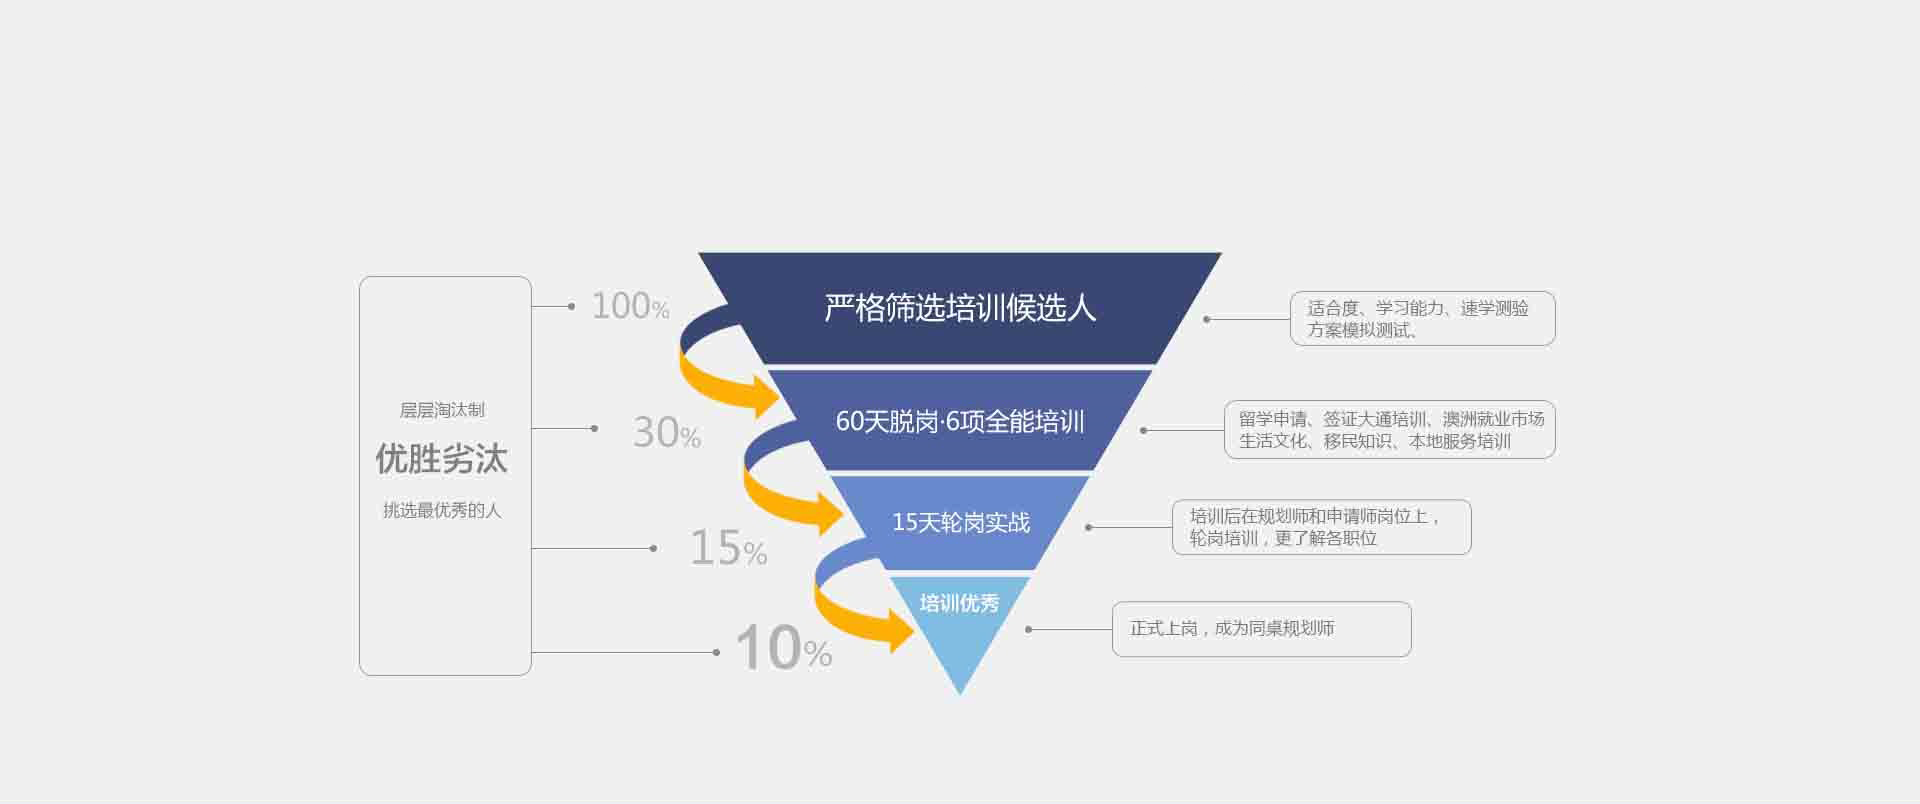 层层淘汰制
优胜劣汰
挑选最优秀的人
100%
严格筛选培训候选人
适合度、学习能力、速学测验
方案模拟测试、
30%
60天脱岗·6项全能培训
留学申请、签证大通培训、澳洲就业市场
生活文化、移民知识、本地服务培训
15%
15天轮岗实战
培训后在规划师和申请师岗位上，
轮岗培训，更了解各职位
10%
培训优秀
正式上岗，成为同桌规划师